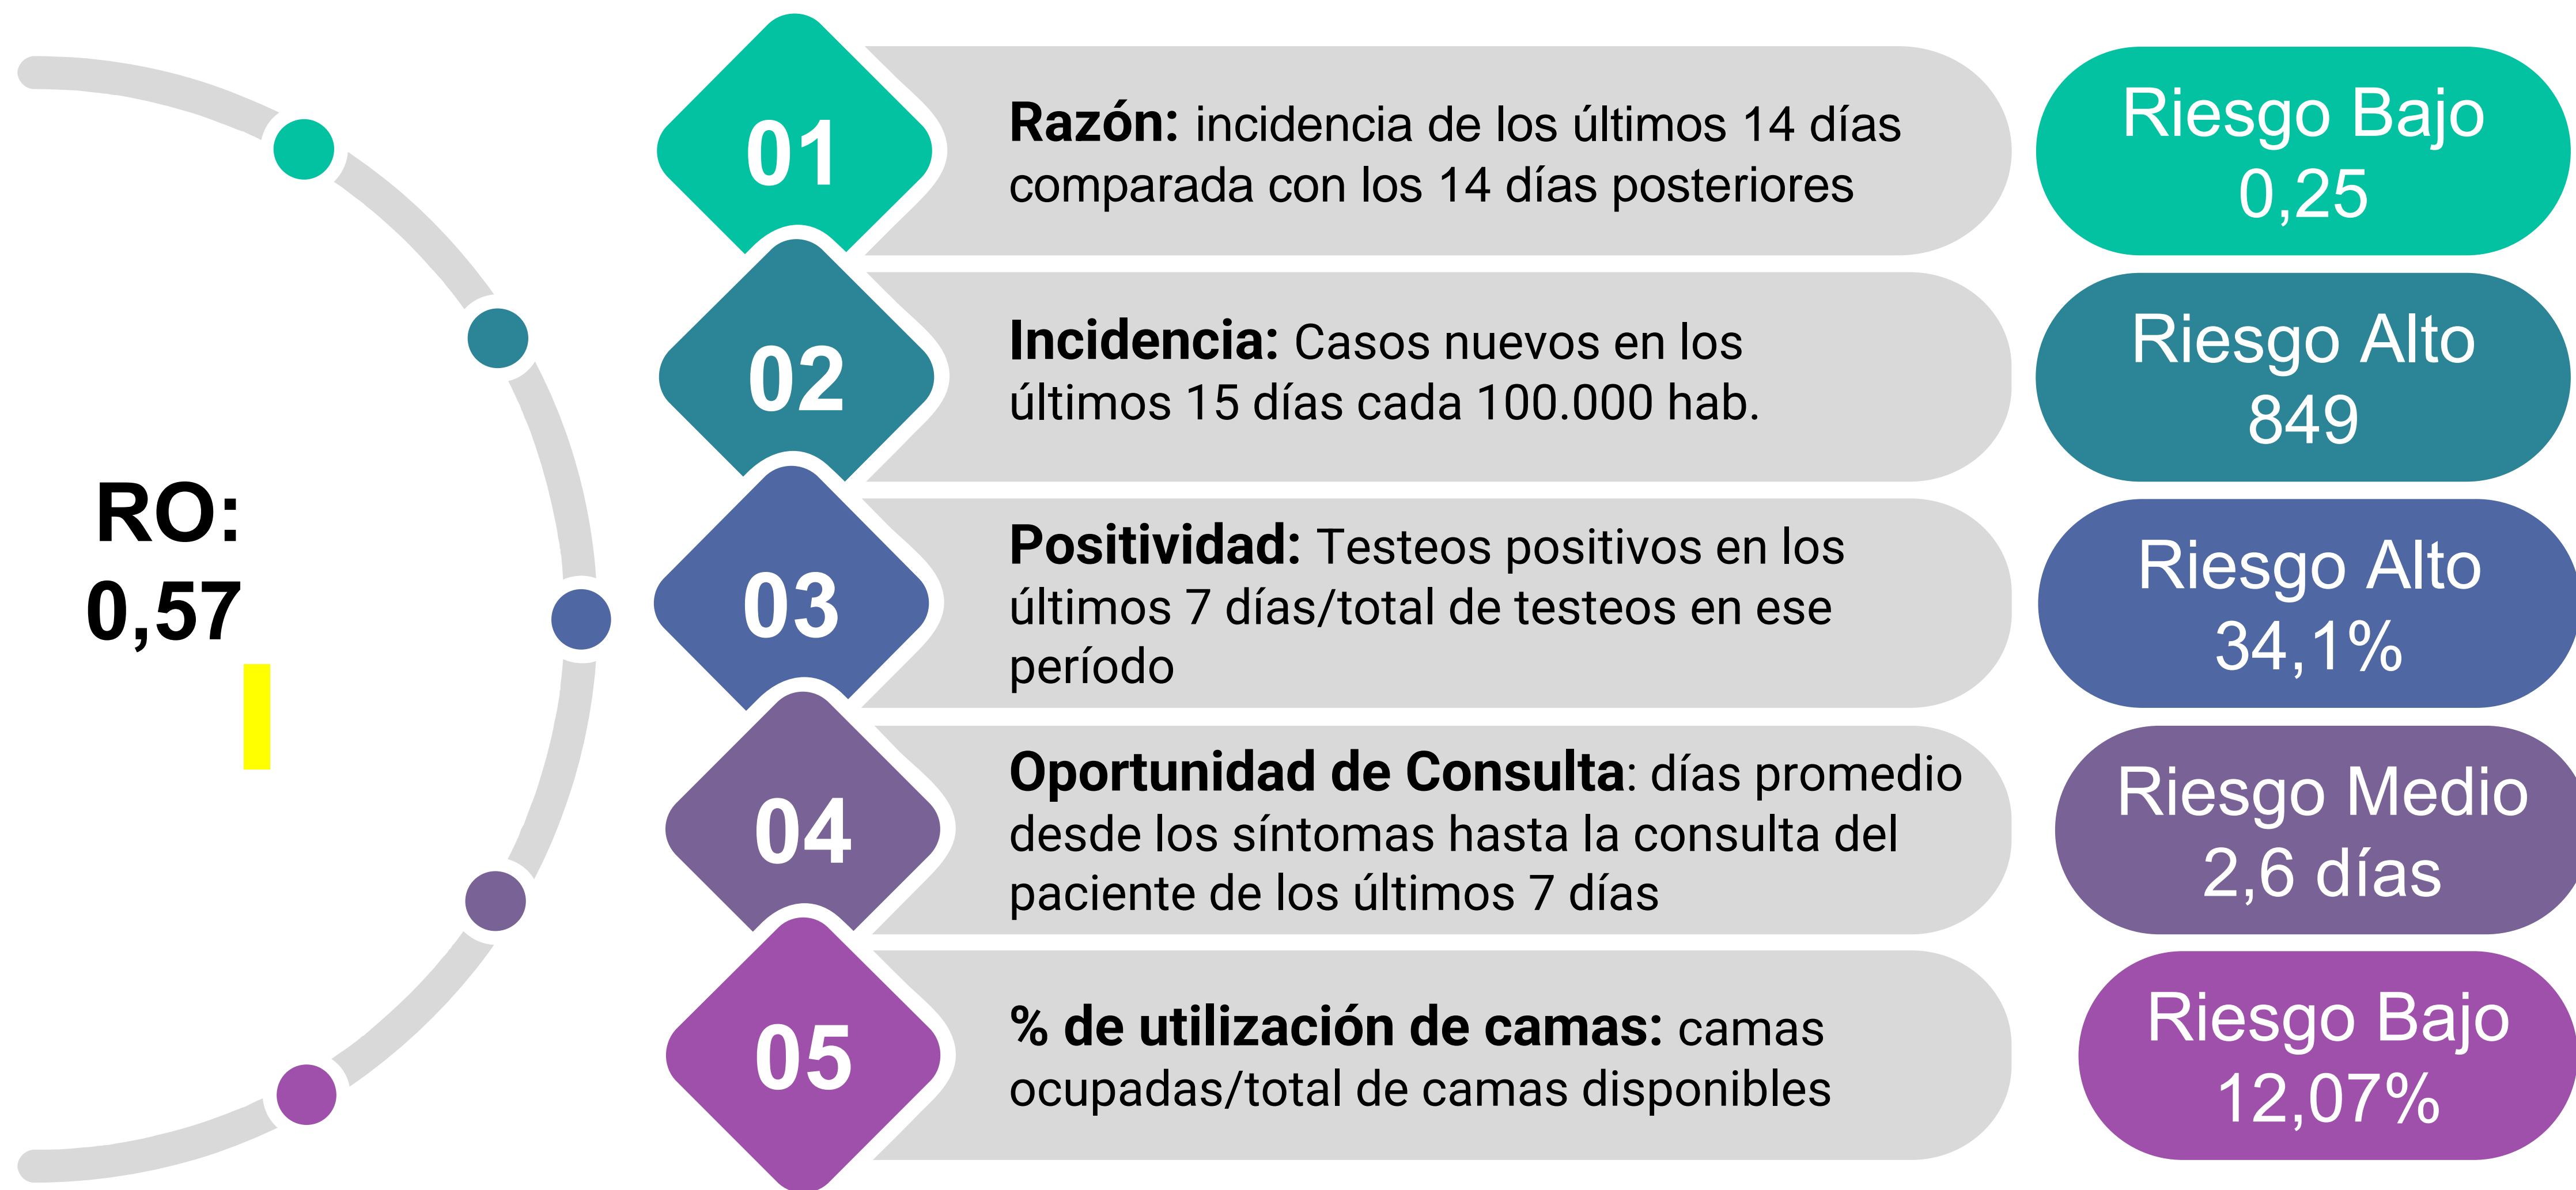 RO:
0,57
01
Razón: incidencia de los últimos 14 días
comparada con los 14 días posteriores
Riesgo Bajo
0,25
02
Incidencia: Casos nuevos en los
últimos 15 días cada 100.000 hab.
Riesgo Alto
849
03
Positividad: Testeos positivos en los
últimos 7 días/total de testeos en ese
período
Riesgo Alto
34,1%
04
Oportunidad de Consulta: días promedio
desde los síntomas hasta la consulta del
paciente de los últimos 7 días
Riesgo Medio
2,6 días
05
% de utilización de camas: camas
ocupadas/total de camas disponibles
Riesgo Bajo
12,07%